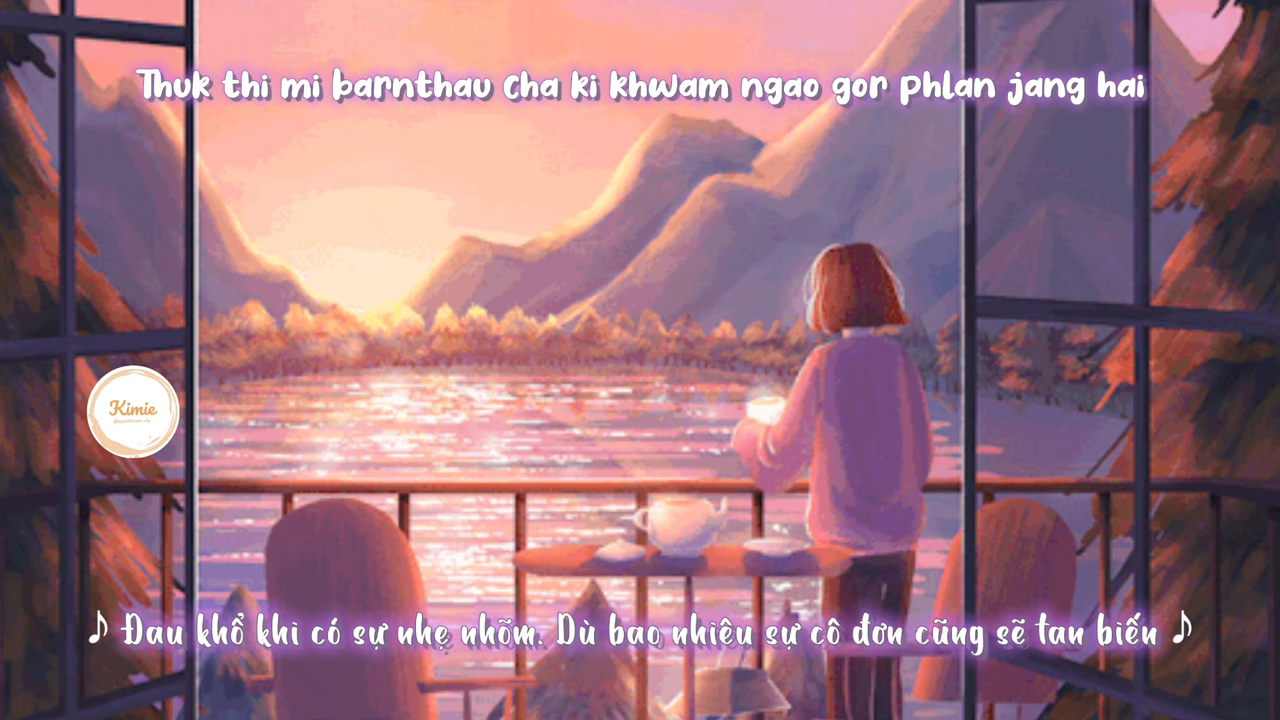 Thuk thi mi barnthau cha ki khwam ngao gor phlan jang hai
Kimie
♪ Đau khổ khi có sự nhẹ nhõm. Dù bao nhiêu sự cô đơn cũng sẽ tan biến ♪